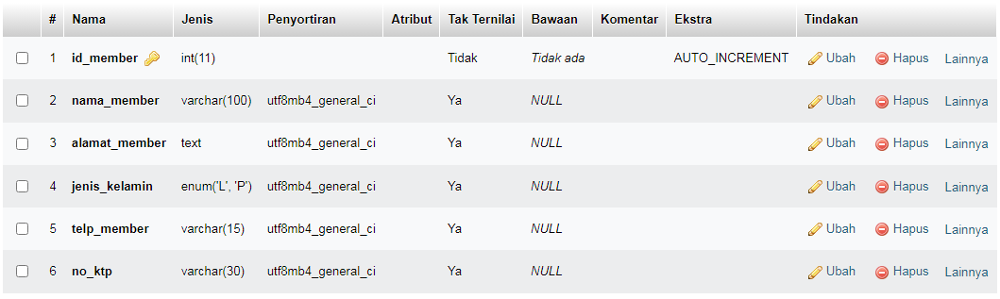 # Nama Jenis Penyortiran Atribut Tak Ternilai Bawaan Komentar Ekstra Tindakan
1 id_member int(11) Tidak Tidak ada AUTO_INCREMENT Ubah Hapus Lainnya
2 nama_member varchar(100) utf8mb4_general_ci Ya NULL Ubah Hapus Lainnya
3 alamat_member text utf8mb4_general_ci Ya NULL Ubah Hapus Lainnya
4 jenis_kelamin enum('L', 'P') utf8mb4_general_ci Ya NULL Ubah Hapus Lainnya
5 telp_member varchar(15) utf8mb4_general_ci Ya NULL Ubah Hapus Lainnya
6 no_ktp varchar(30) utf8mb4_general_ci Ya NULL Ubah Hapus Lainnya